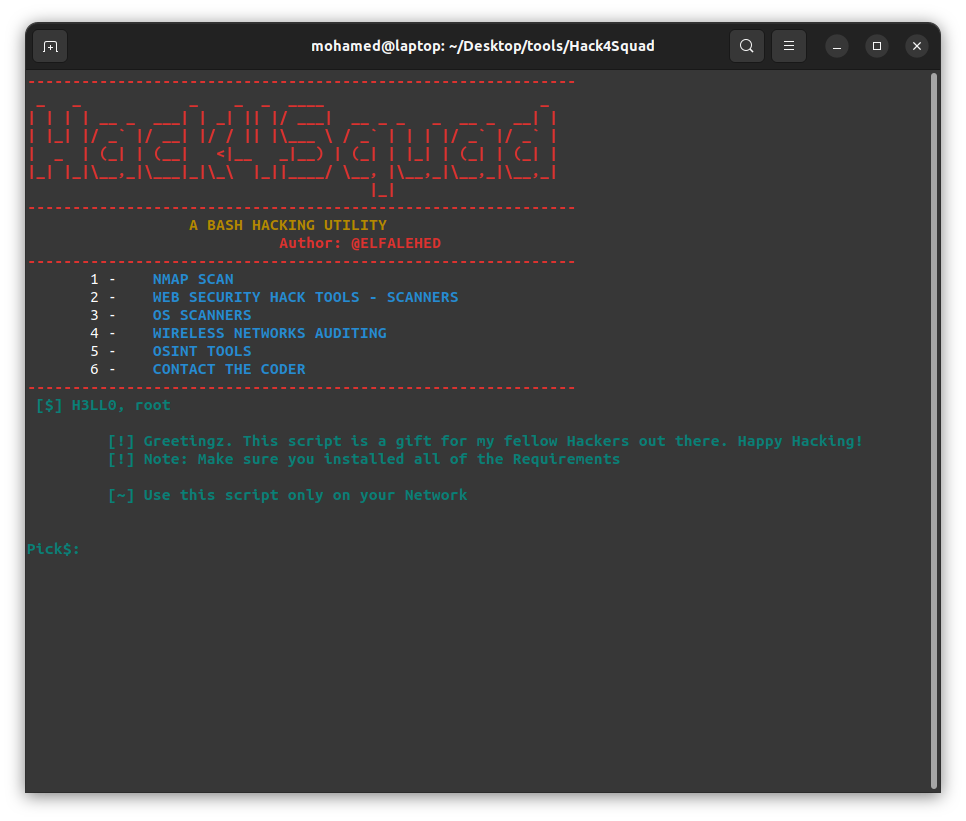 mohamed@laptop: ~/Desktop/tools/Hack4Squad
Hack4Squad
A BASH HACKING UTILITY
Author: @ELFALEHED
1 - NMAP SCAN
2 - WEB SECURITY HACK TOOLS - SCANNERS
3 - OS SCANNERS
4 - WIRELESS NETWORKS AUDITING
5 - OSINT TOOLS
6 - CONTACT THE CODER
[$] H3LL0, root
[!] Greetingz. This script is a gift for my fellow Hackers out there. Happy Hacking!
[!] Note: Make sure you installed all of the Requirements
[~] Use this script only on your Network
Pick$: